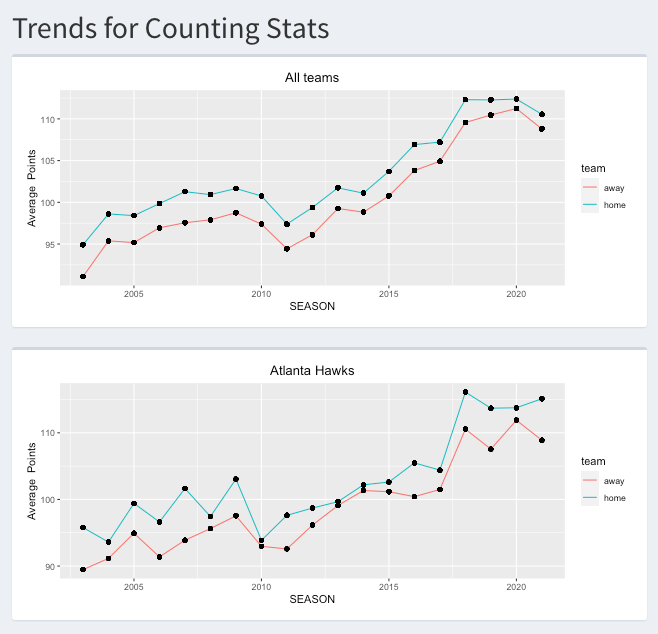 Trends for Counting Stats
All teams
Average Points
110
105
100
95
2005 2010 2015 2020
SEASON
team
away
home
Atlanta Hawks
Average Points
110
100
90
2005 2010 2015 2020
SEASON
team
away
home